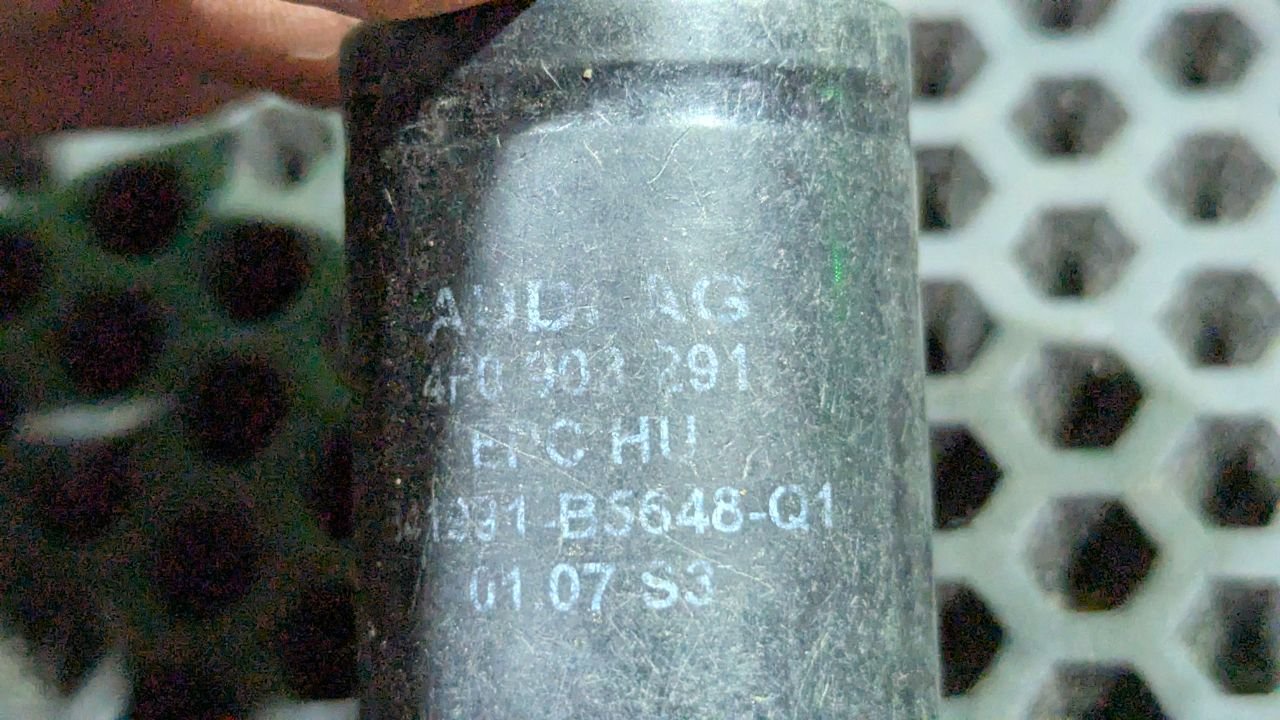 AUDI AG
4F0 903 291
EPC HU
B5648-Q1
01 07 S3